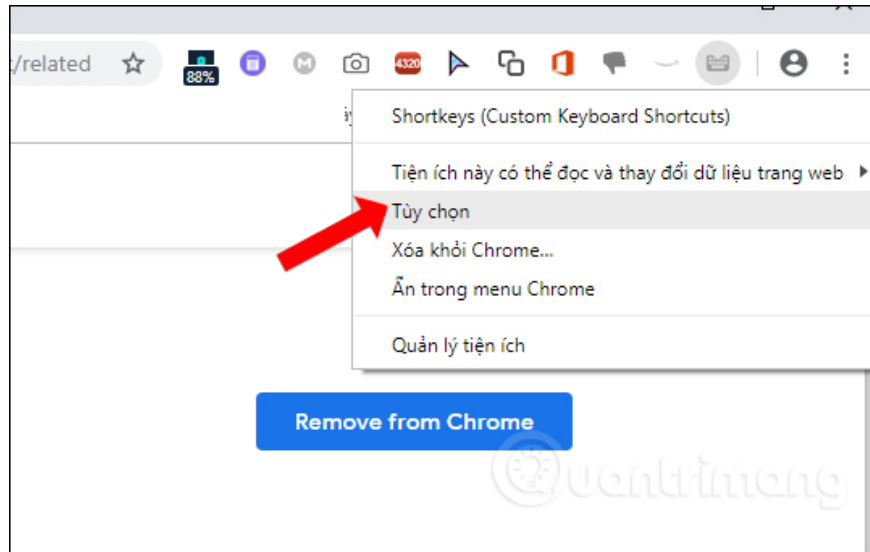 /related
88%
4320
Shortkeys (Custom Keyboard Shortcuts)
Tiện ích này có thể đọc và thay đổi dữ liệu trang web
Tùy chọn
Xóa khỏi Chrome...
Ẩn trong menu Chrome
Quản lý tiện ích
Remove from Chrome
Quantrimang